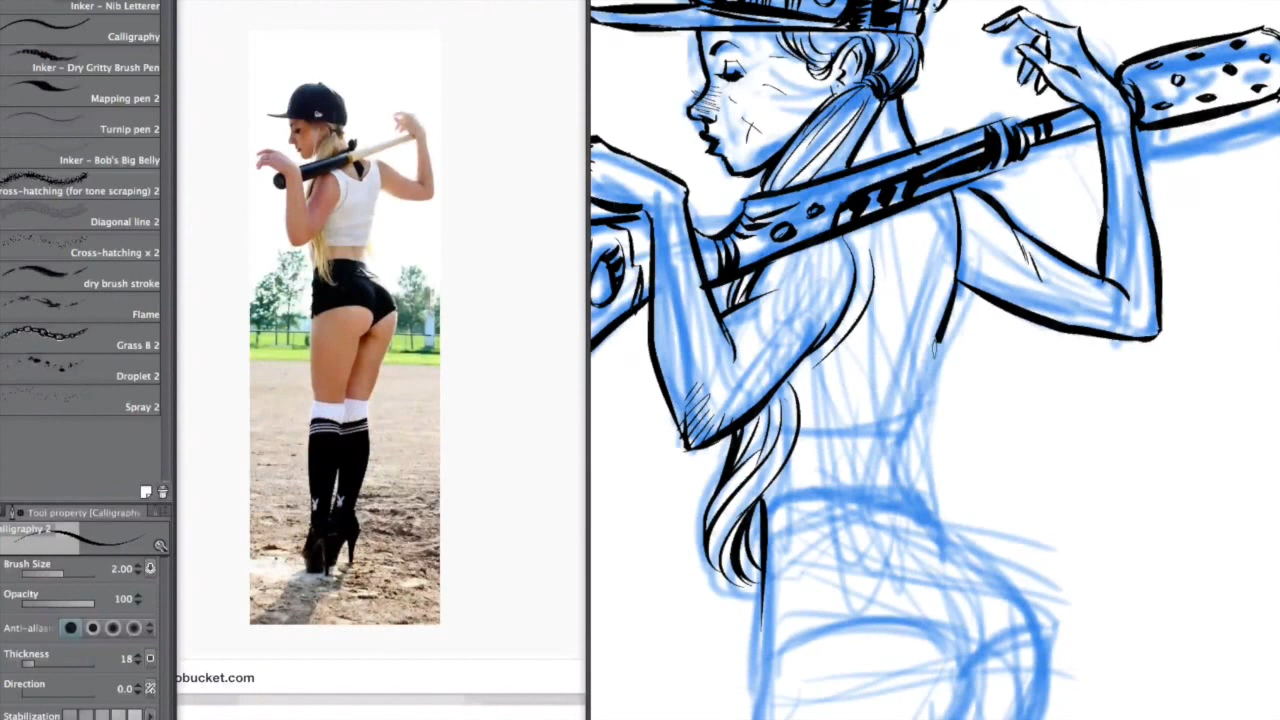 Inker - Nib Letterer
Calligraphy
Inker - Dry Gritty Brush Pen
Mapping pen 2
Turnip pen 2
Inker - Bob's Big Belly
ross-hatching (for tone scraping) 2
Diagonal line 2
Cross-hatching x 2
dry brush stroke
Flame
Grass B 2
Droplet 2
Spray 2
Tool property [Calligraphy
alligraphy 2
Brush Size 2.00
Opacity 100
Anti-alias
Thickness 18
Direction 0.0
Stabilization
obucket.com